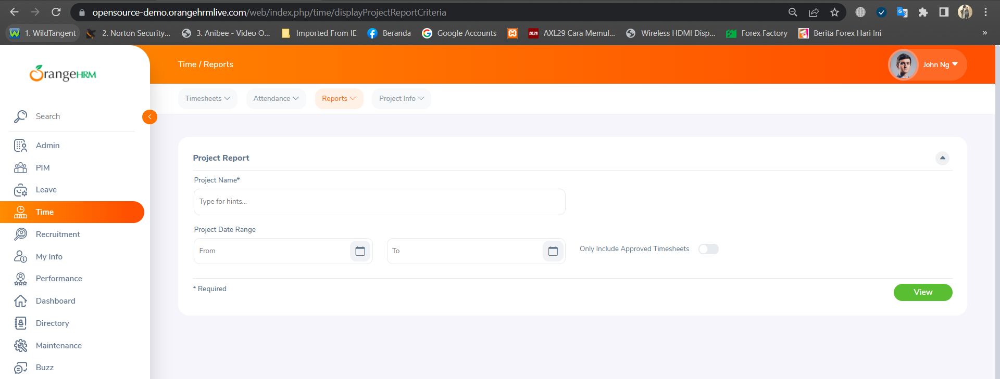 opensource-demo.orangehrmlive.com/web/index.php/time/displayProjectReportCriteria
1. WildTangent
2. Norton Security...
3. Anibee - Video O...
Imported From IE
Beranda
Google Accounts
AXL29 Cara Memul...
Wireless HDMI Disp...
Forex Factory
Berita Forex Hari Ini
»
OrangeHRM
Time / Reports
John Ng
Timesheets
Attendance
Reports
Project Info
Search
Admin
PIM
Leave
Time
Recruitment
My Info
Performance
Dashboard
Directory
Maintenance
Buzz
Project Report
Project Name*
Type for hints...
Project Date Range
From
To
Only Include Approved Timesheets
* Required
View